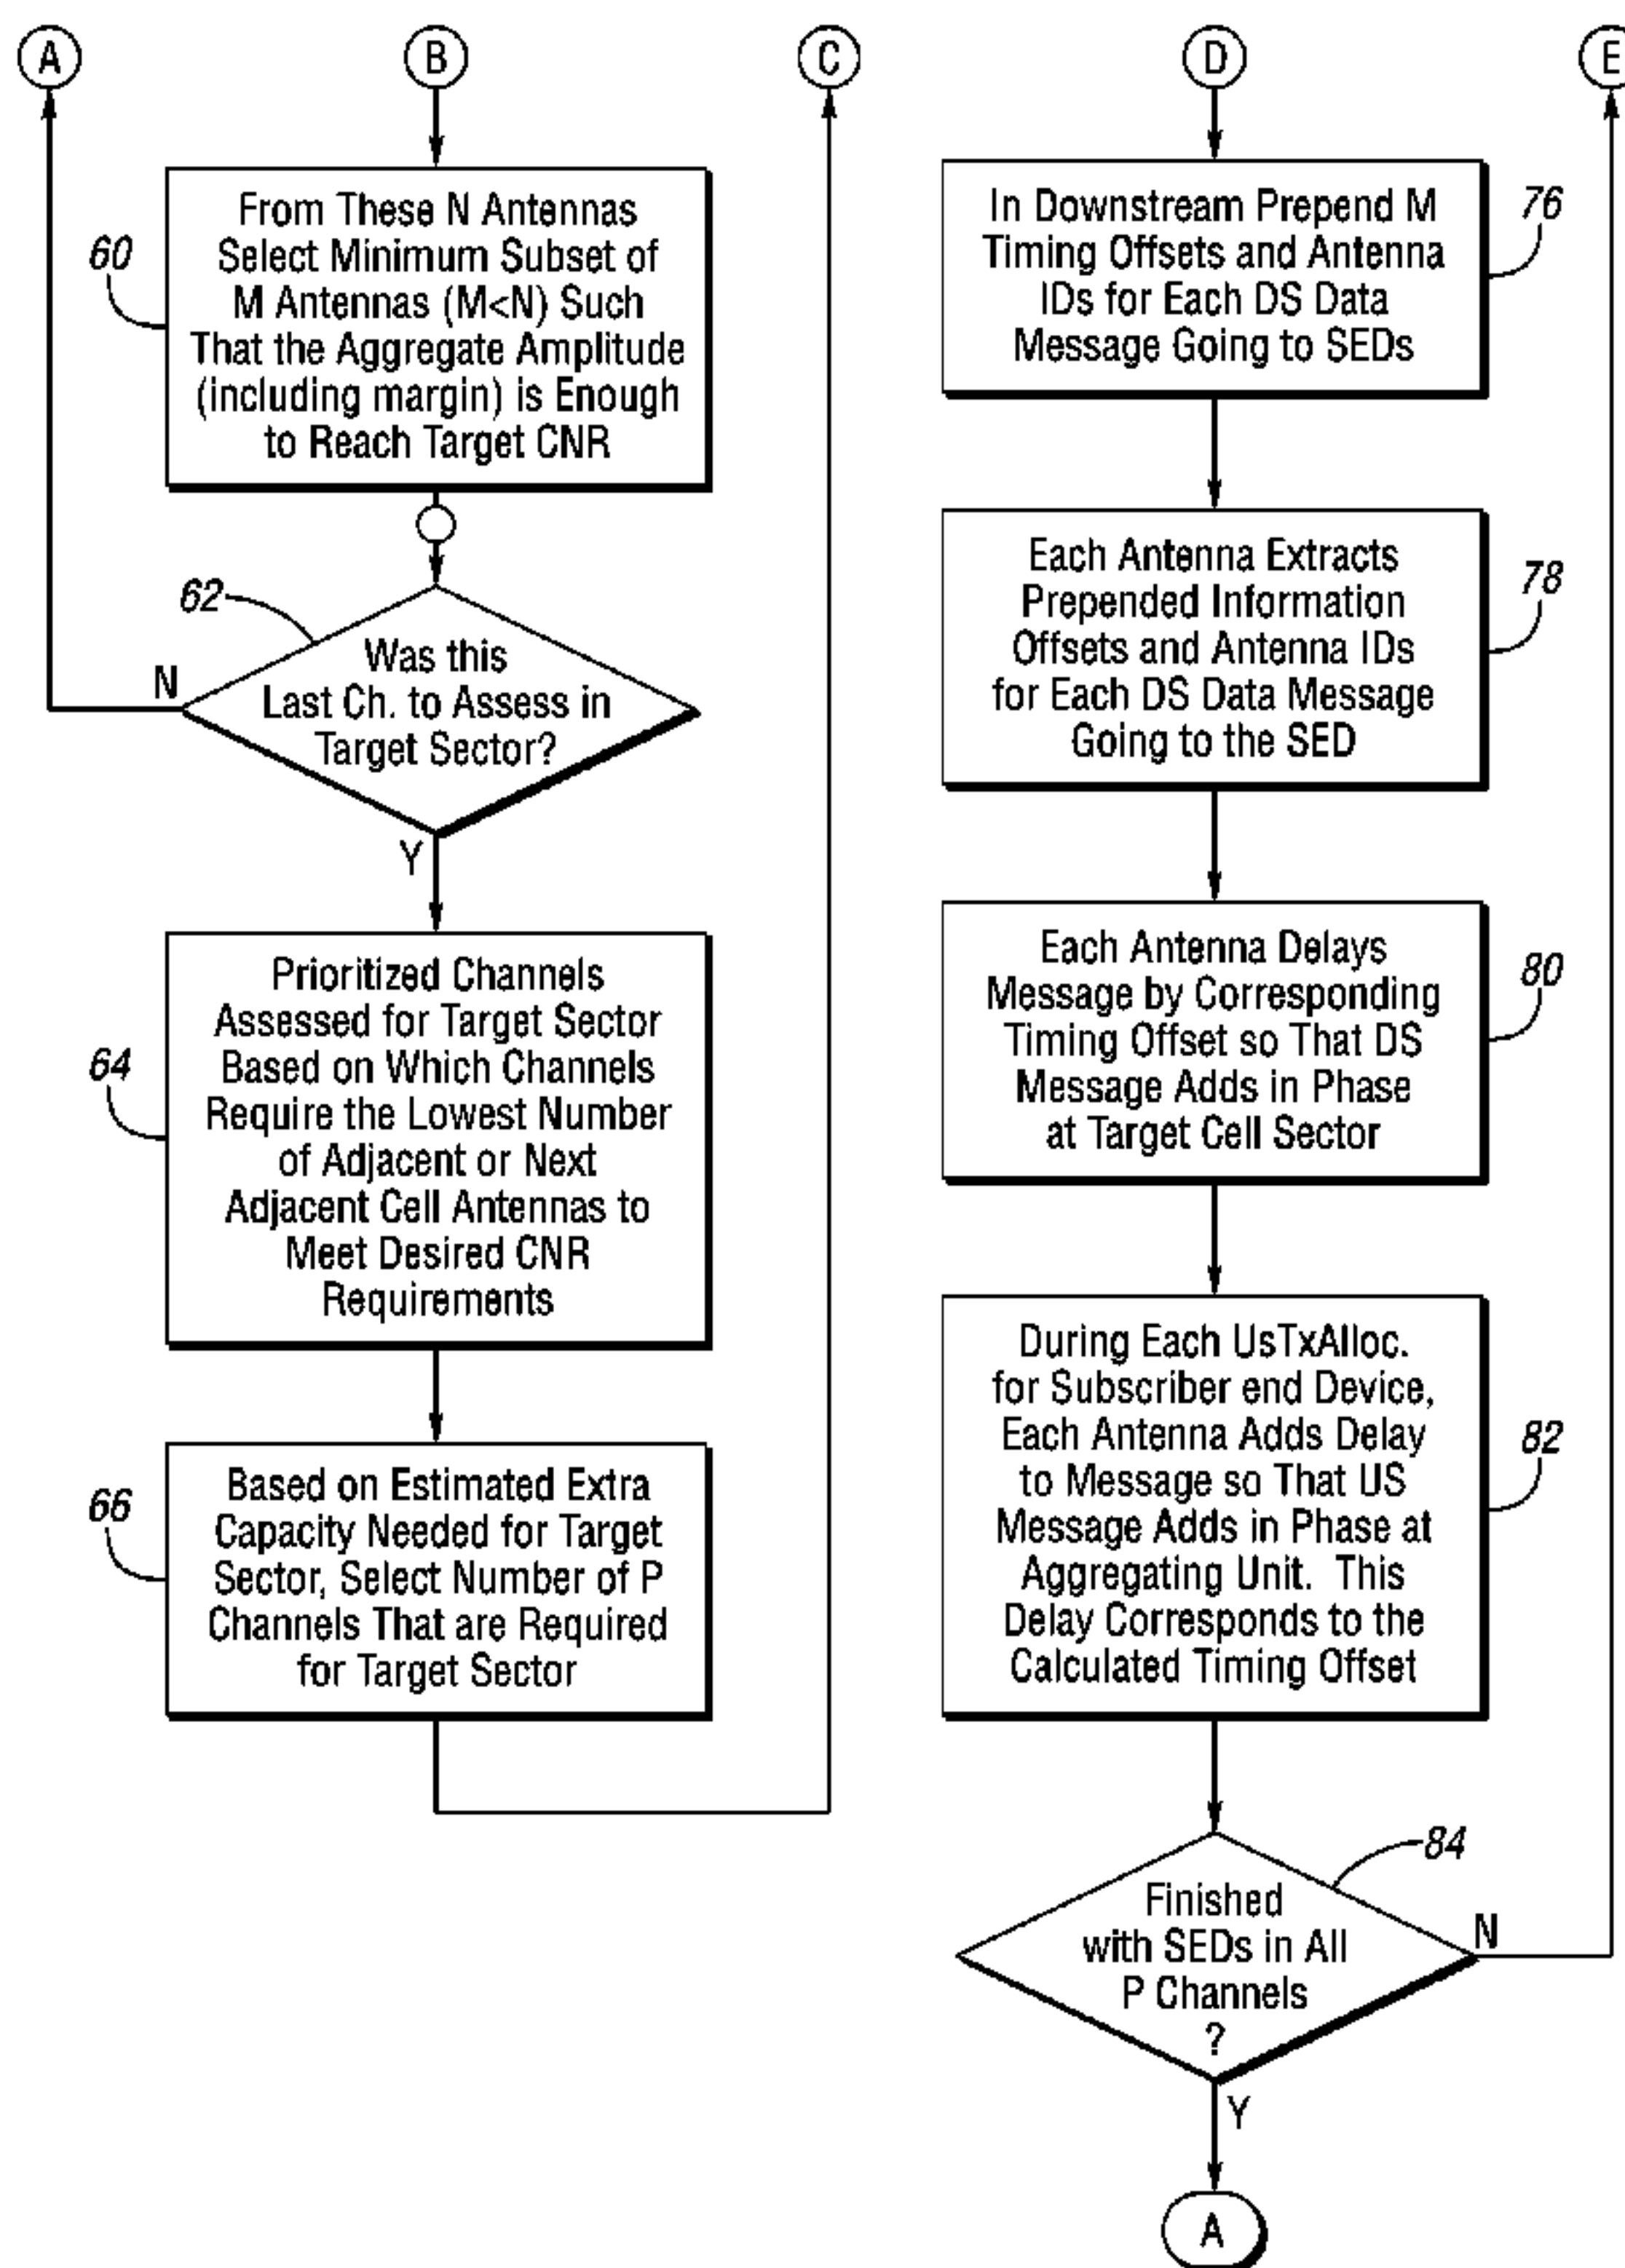 A
B
C
D
E
60
From These N Antennas
Select Minimum Subset of
M Antennas (M<N) Such
That the Aggregate Amplitude
(including margin) is Enough
to Reach Target CNR
62
Was this
Last Ch. to Assess in
Target Sector?
N
Y
64
Prioritized Channels
Assessed for Target Sector
Based on Which Channels
Require the Lowest Number
of Adjacent or Next
Adjacent Cell Antennas to
Meet Desired CNR
Requirements
66
Based on Estimated Extra
Capacity Needed for Target
Sector, Select Number of P
Channels That are Required
for Target Sector
76
In Downstream Prepend M
Timing Offsets and Antenna
IDs for Each DS Data
Message Going to SEDs
78
Each Antenna Extracts
Prepended Information
Offsets and Antenna IDs
for Each DS Data Message
Going to the SED
80
Each Antenna Delays
Message by Corresponding
Timing Offset so That DS
Message Adds in Phase
at Target Cell Sector
82
During Each UsTxAlloc.
for Subscriber end Device,
Each Antenna Adds Delay
to Message so That US
Message Adds in Phase at
Aggregating Unit. This
Delay Corresponds to the
Calculated Timing Offset
84
Finished
with SEDs in All
P Channels
?
N
Y
A